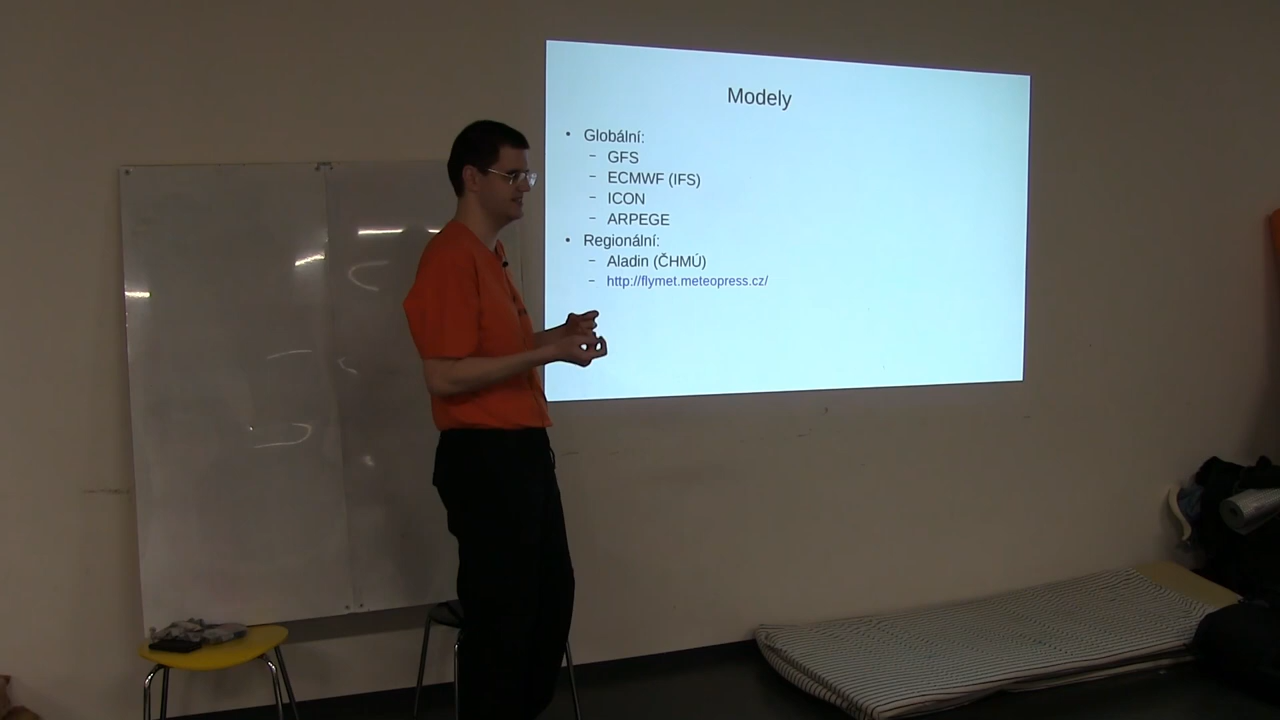 Modely
• Globální:
– GFS
– ECMWF (IFS)
– ICON
– ARPEGE
• Regionální:
– Aladin (ČHMÚ)
– http://flymet.meteopress.cz/